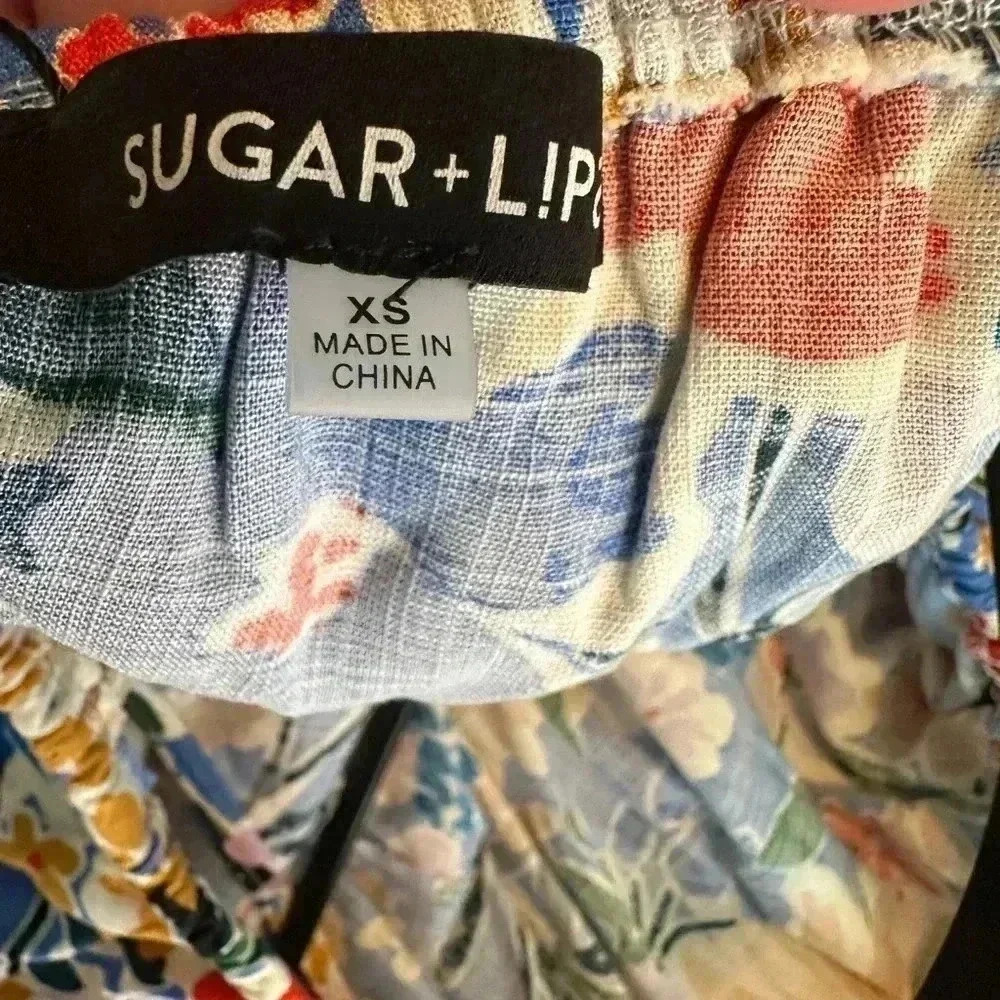 SUGAR + L!P
XS
MADE IN
CHINA